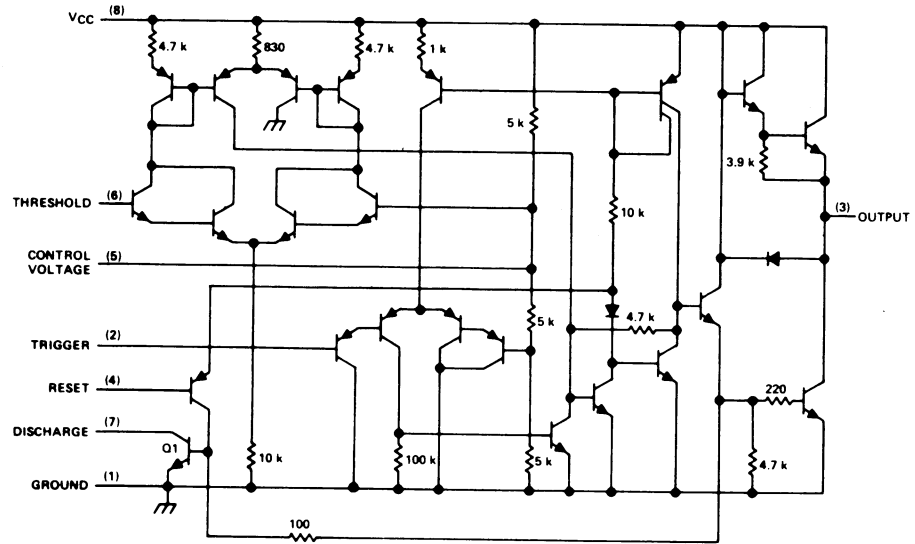 VCC (8)
4.7 k
830
4.7 k
1 k
5 k
3.9 k
THRESHOLD (6)
10 k
(3)
OUTPUT
CONTROL (5)
VOLTAGE
5 k
4.7 k
TRIGGER (2)
RESET (4)
220
DISCHARGE (7)
Q1
10 k
100 k
5 k
4.7 k
GROUND (1)
100